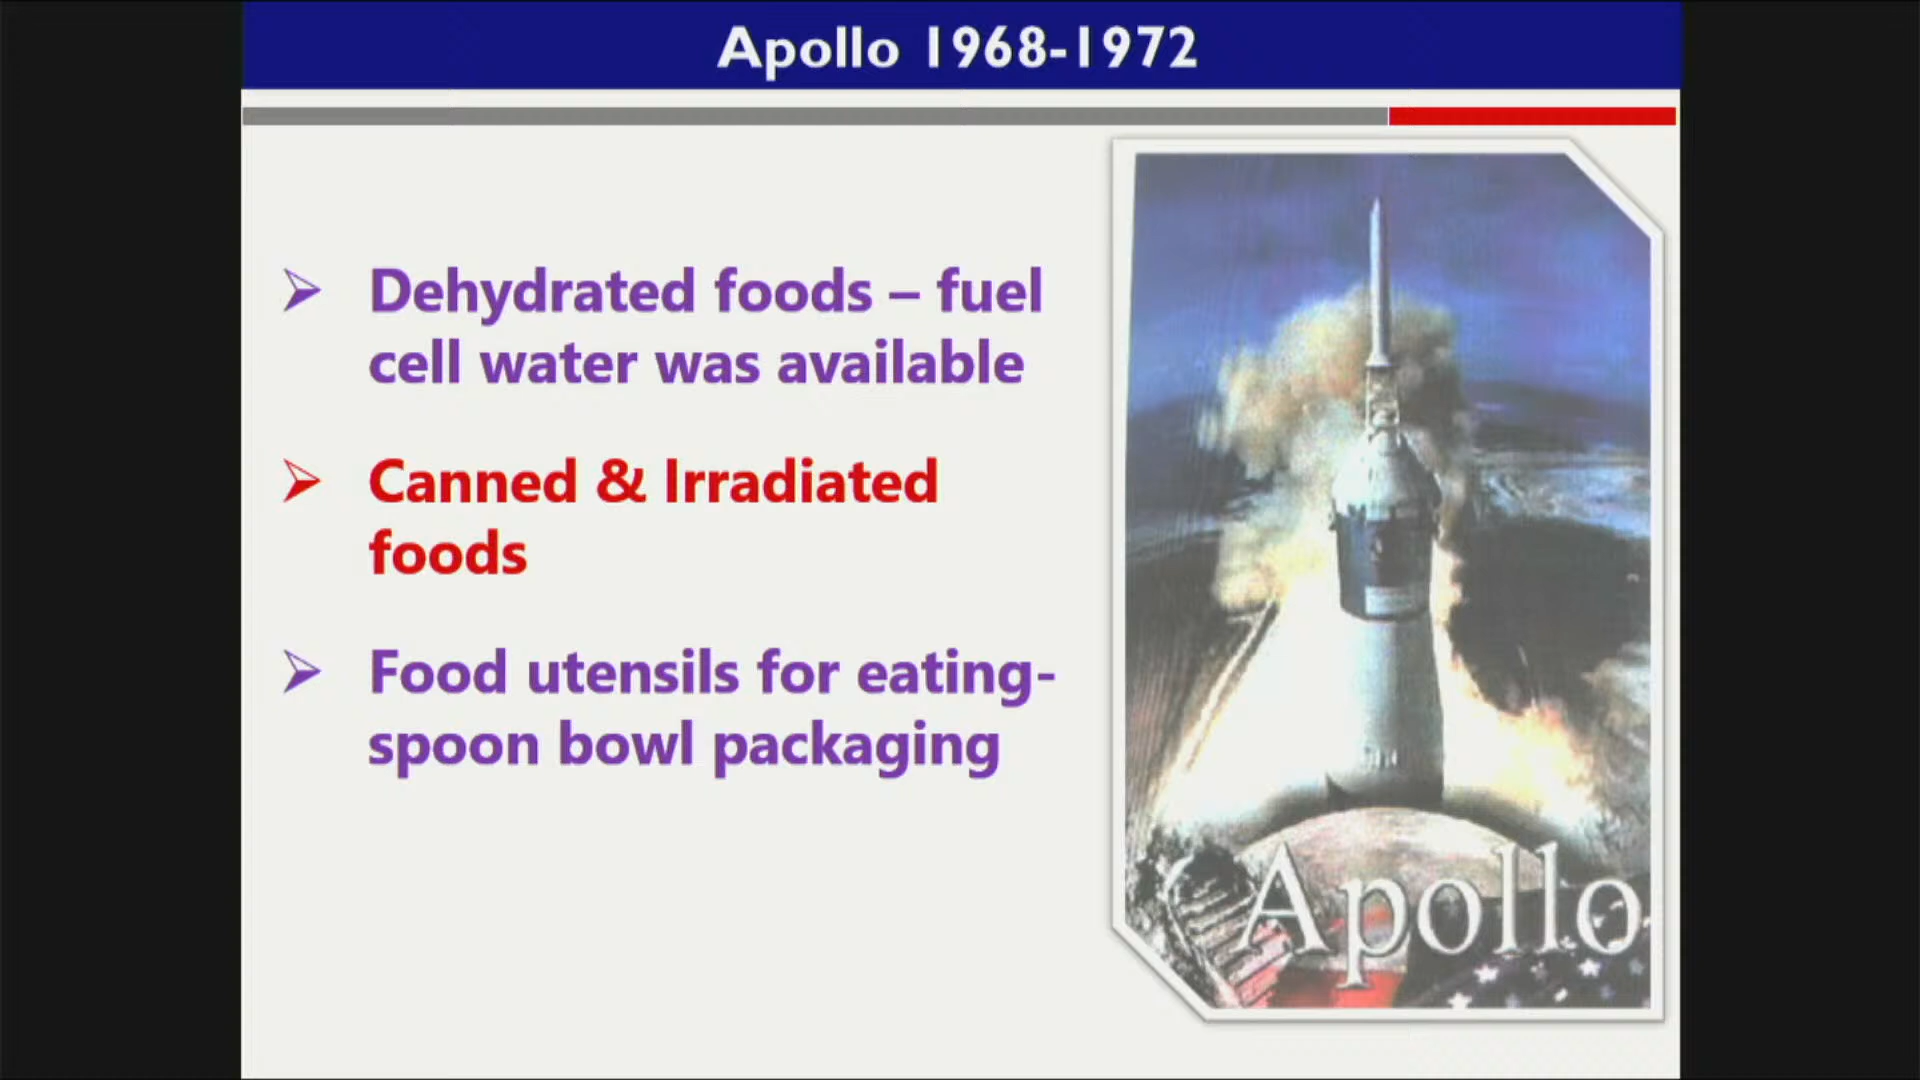 Apollo 1968-1972
➢ Dehydrated foods – fuel
cell water was available
➢ Canned & Irradiated
foods
➢ Food utensils for eating-
spoon bowl packaging
Apollo